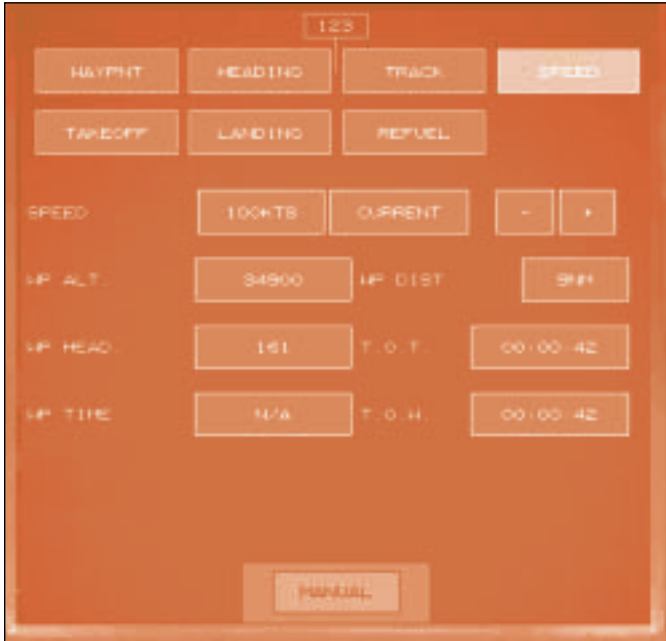 123
WAYPNT HEADING TRACK SPEED
TAKEOFF LANDING REFUEL
SPEED 100KTS CURRENT - +
WP ALT. 34900 WP DIST
WP HEAD. 161 T.O.T. 00:00:42
WP TIME N/A T.O.W. 00:00:42
MANUAL